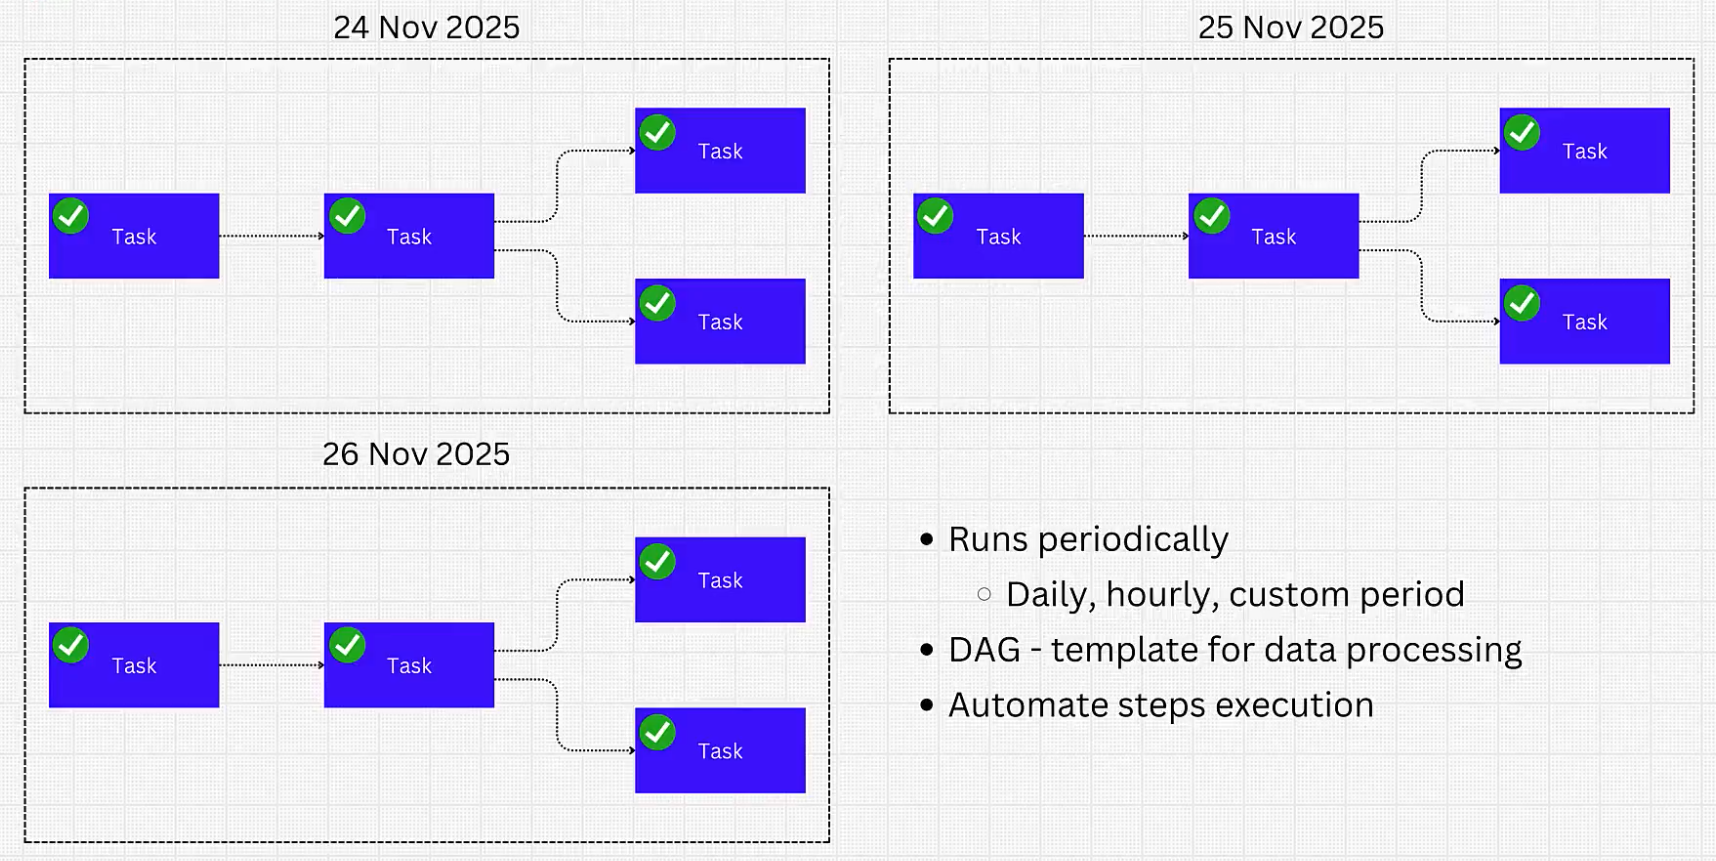 24 Nov 2025
Task
Task
Task
Task
25 Nov 2025
Task
Task
Task
Task
26 Nov 2025
Task
Task
Task
Task
• Runs periodically
◦ Daily, hourly, custom period
• DAG - template for data processing
• Automate steps execution